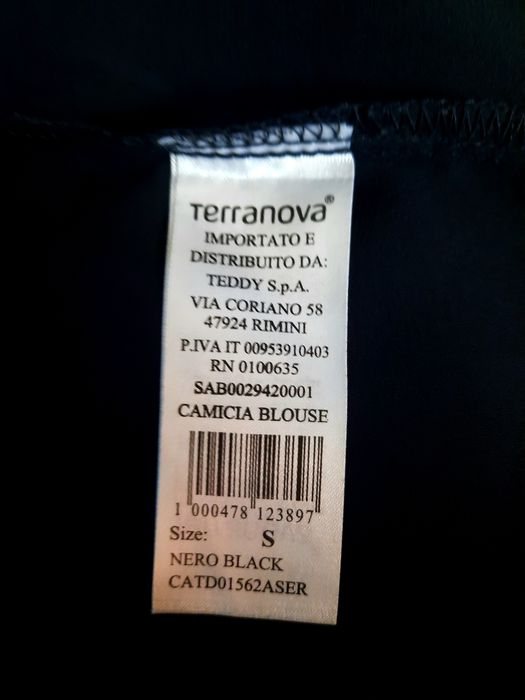 Terranova®
IMPORTATO E
DISTRIBUITO DA:
TEDDY S.p.A.
VIA CORIANO 58
47924 RIMINI
P.IVA IT 00953910403
RN 0100635
SAB0029420001
CAMICIA BLOUSE
1 000478 123897
Size: S
NERO BLACK
CATD01562ASER